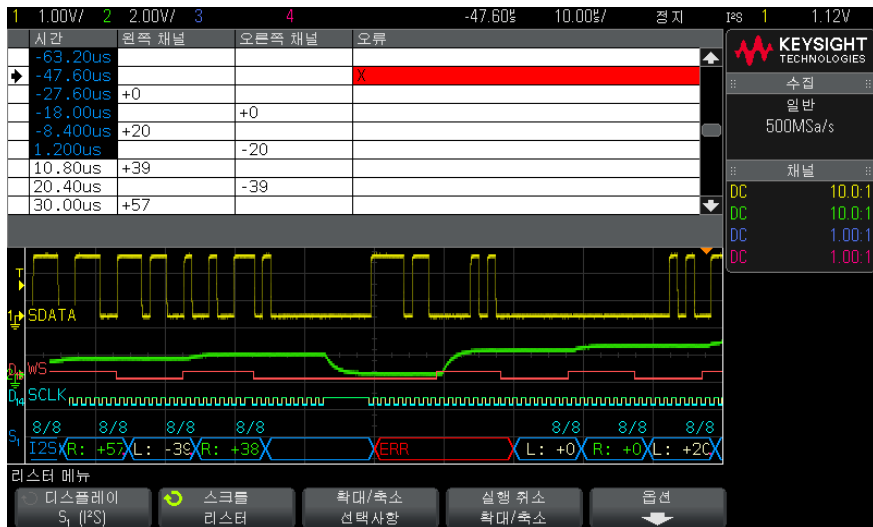 1 1.00V/ 2 2.00V/ 3 4 -47.60µs 10.00µs/ 정지 I²S 1 1.12V
시간 왼쪽 채널 오른쪽 채널 오류
-63.20us
-47.60us X
-27.60us +0
-18.00us +0
-8.400us +20
1.200us -20
10.80us +39
20.40us -39
30.00us +57
KEYSIGHT
TECHNOLOGIES
수집
일반
500MSa/s
채널
DC 10.0:1
DC 10.0:1
DC 1.00:1
DC 1.00:1
T
1 SDATA
WS
D14 SCLK
8/8 8/8 8/8 8/8 8/8 8/8 8/8
S1 I2S R: +57 L: -39 R: +38 ERR L: +0 R: +0 L: +20
리스터 메뉴
디스플레이 스크롤 확대/축소 실행 취소 옵션
S1 (I²S) 리스터 선택사항 확대/축소